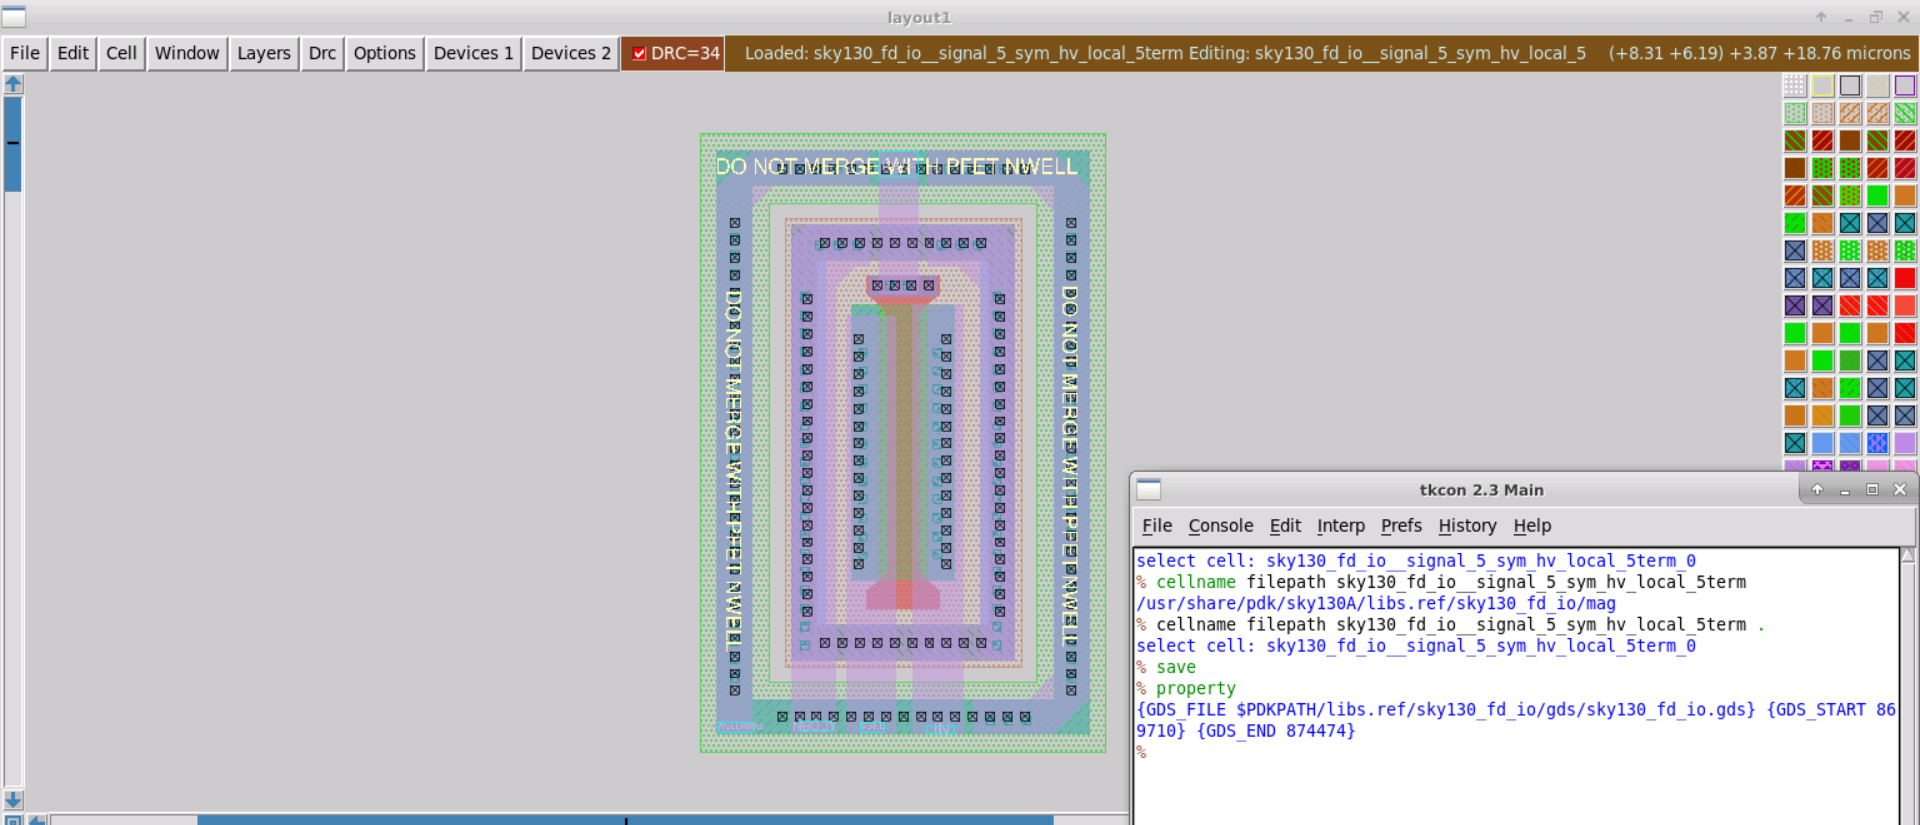 layout1
File Edit Cell Window Layers Drc Options Devices 1 Devices 2 DRC=34 Loaded: sky130_fd_io__signal_5_sym_hv_local_5term Editing: sky130_fd_io__signal_5_sym_hv_local_5 (+8.31 +6.19) +3.87 +18.76 microns
DO NOT MERGE WITH PFET NWELL
DO NOT MERGE WITH PFET NWELL
DO NOT MERGE WITH PFET NWELL
tkcon 2.3 Main
File Console Edit Interp Prefs History Help
select cell: sky130_fd_io__signal_5_sym_hv_local_5term_0
% cellname filepath sky130_fd_io__signal_5_sym_hv_local_5term
/usr/share/pdk/sky130A/libs.ref/sky130_fd_io/mag
% cellname filepath sky130_fd_io__signal_5_sym_hv_local_5term .
select cell: sky130_fd_io__signal_5_sym_hv_local_5term_0
% save
% property
{GDS_FILE $PDKPATH/libs.ref/sky130_fd_io/gds/sky130_fd_io.gds} {GDS_START 86
9710} {GDS_END 874474}
%